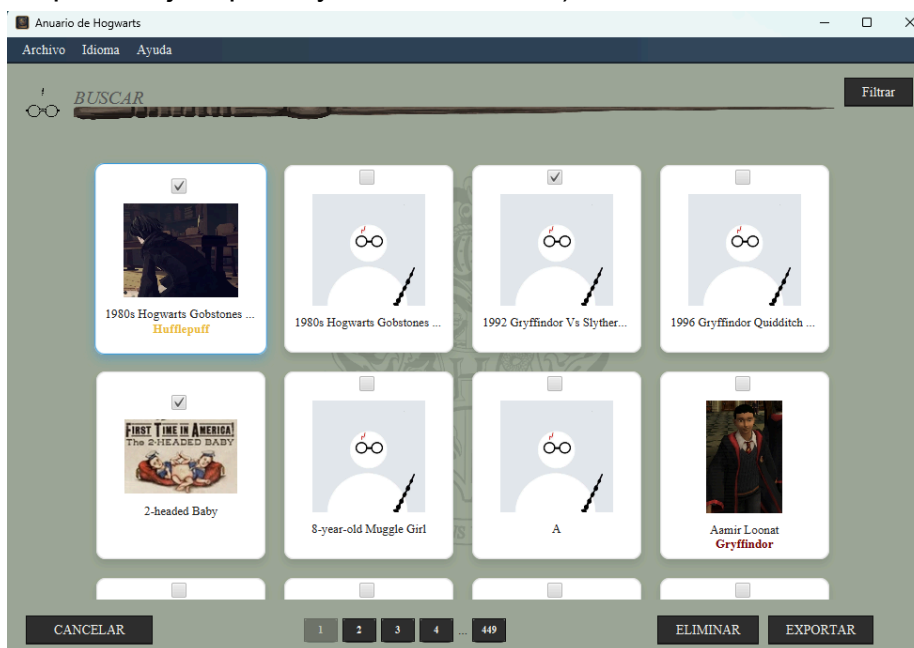 Anuario de Hogwarts
Archivo Idioma Ayuda
BUSCAR
Filtrar
1980s Hogwarts Gobstones ...
Hufflepuff
1980s Hogwarts Gobstones ...
1992 Gryffindor Vs Slyther...
1996 Gryffindor Quidditch ...
FIRST TIME IN AMERICA!
The 2-HEADED BABY
2-headed Baby
8-year-old Muggle Girl
A
Aamir Loonat
Gryffindor
CANCELAR
1 2 3 4 ... 449
ELIMINAR EXPORTAR